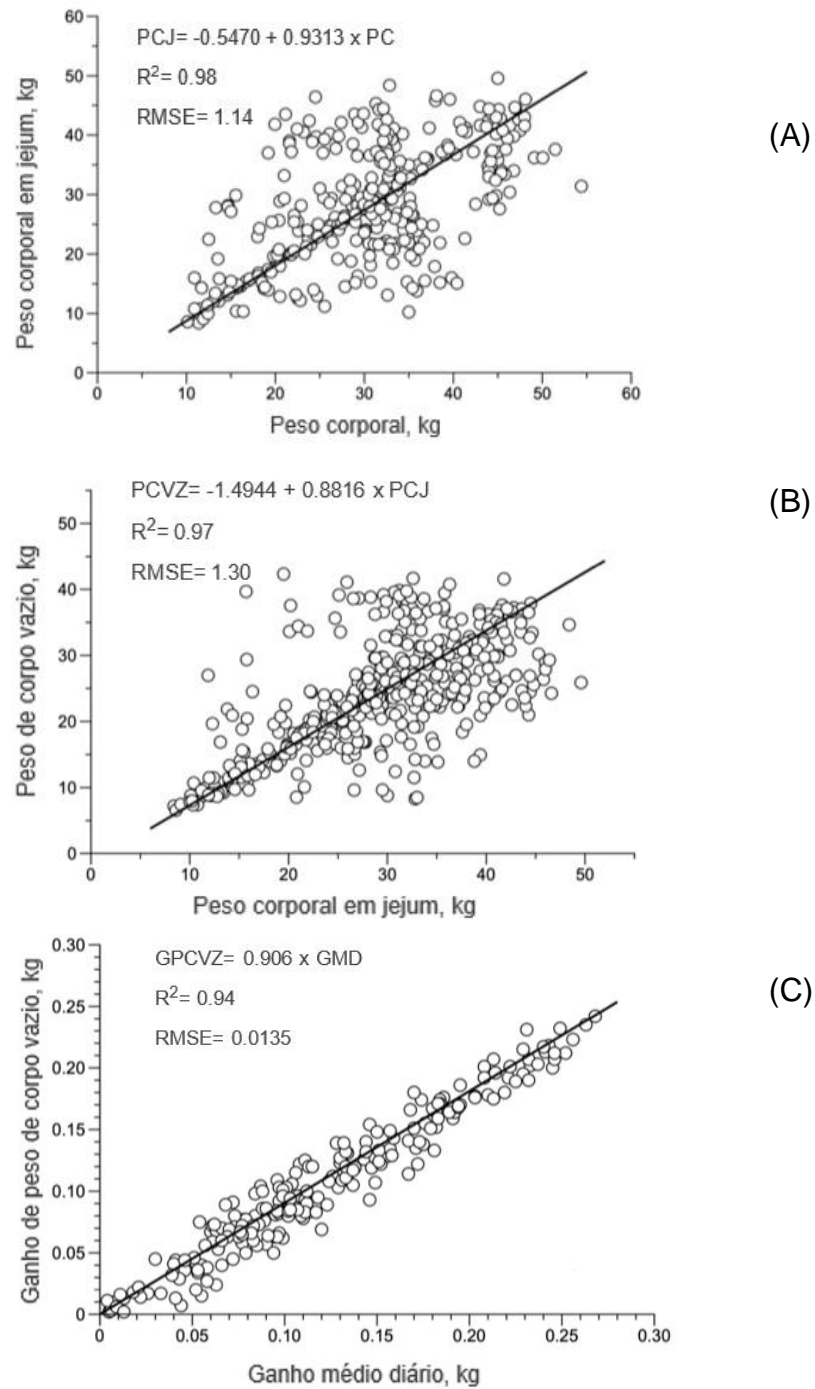 PCJ= -0.5470 + 0.9313 x PC
R²= 0.98
RMSE= 1.14
(A)
Peso corporal em jejum, kg
60
50
40
30
20
10
0
0 10 20 30 40 50 60
Peso corporal, kg
PCVZ= -1.4944 + 0.8816 x PCJ
R²= 0.97
RMSE= 1.30
(B)
Peso de corpo vazio, kg
50
40
30
20
10
0
0 10 20 30 40 50
Peso corporal em jejum, kg
GPCVZ= 0.906 x GMD
R²= 0.94
RMSE= 0.0135
(C)
Ganho de peso de corpo vazio, kg
0.30
0.25
0.20
0.15
0.10
0.05
0
0 0.05 0.10 0.15 0.20 0.25 0.30
Ganho médio diário, kg